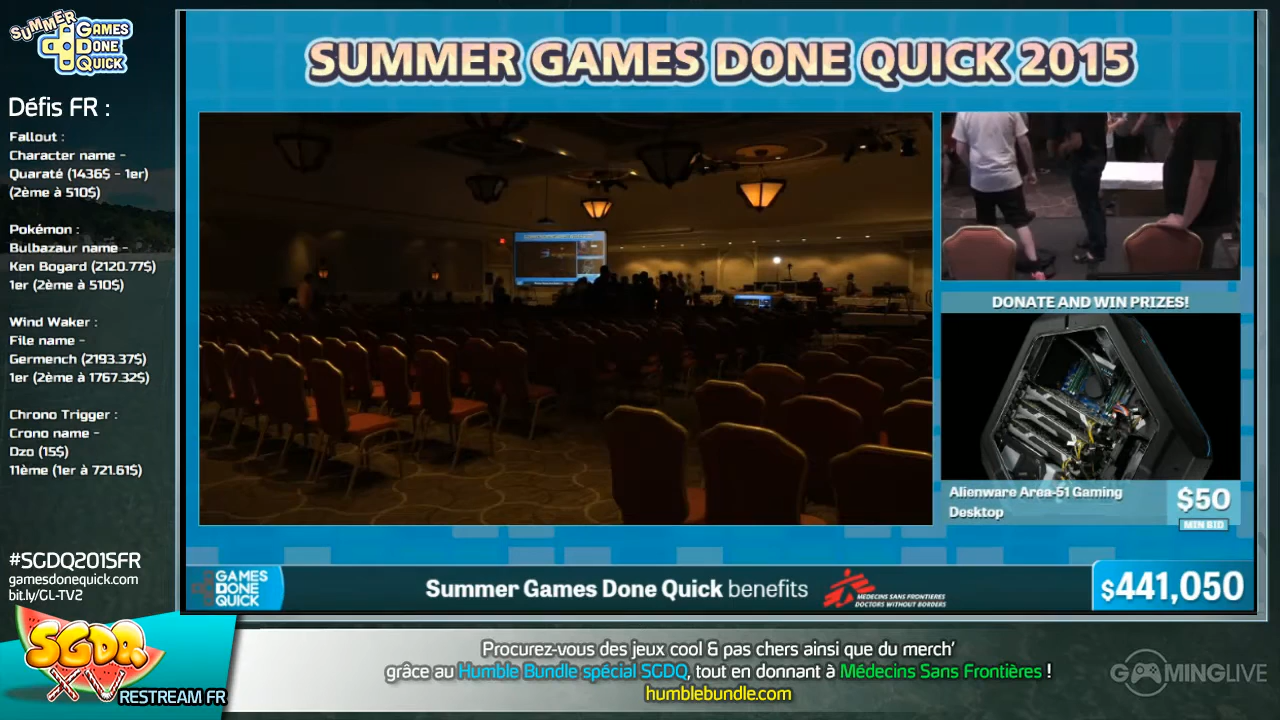 SUMMER
GAMES
DONE
QUICK
Défis FR :
Fallout :
Character name -
Quaraté (1436$ - 1er)
(2ème à 510$)
Pokémon :
Bulbazaur name -
Ken Bogard (2120.77$)
1er (2ème à 510$)
Wind Waker :
File name -
Germench (2193.37$)
1er (2ème à 1767.32$)
Chrono Trigger :
Crono name -
Dzo (15$)
11ème (1er à 721.61$)
#SGDQ2015FR
gamesdonequick.com
bit.ly/GL-TV2
SGDQ
RESTREAM FR
SUMMER GAMES DONE QUICK 2015
DONATE AND WIN PRIZES!
Alienware Area-51 Gaming
Desktop
$50
MIN BID
GAMES
DONE
QUICK
Summer Games Done Quick benefits
MEDECINS SANS FRONTIERES
DOCTORS WITHOUT BORDERS
$441,050
Procurez-vous des jeux cool & pas chers ainsi que du merch'
grâce au Humble Bundle spécial SGDQ, tout en donnant à Médecins Sans Frontières !
humblebundle.com
GAMINGLIVE